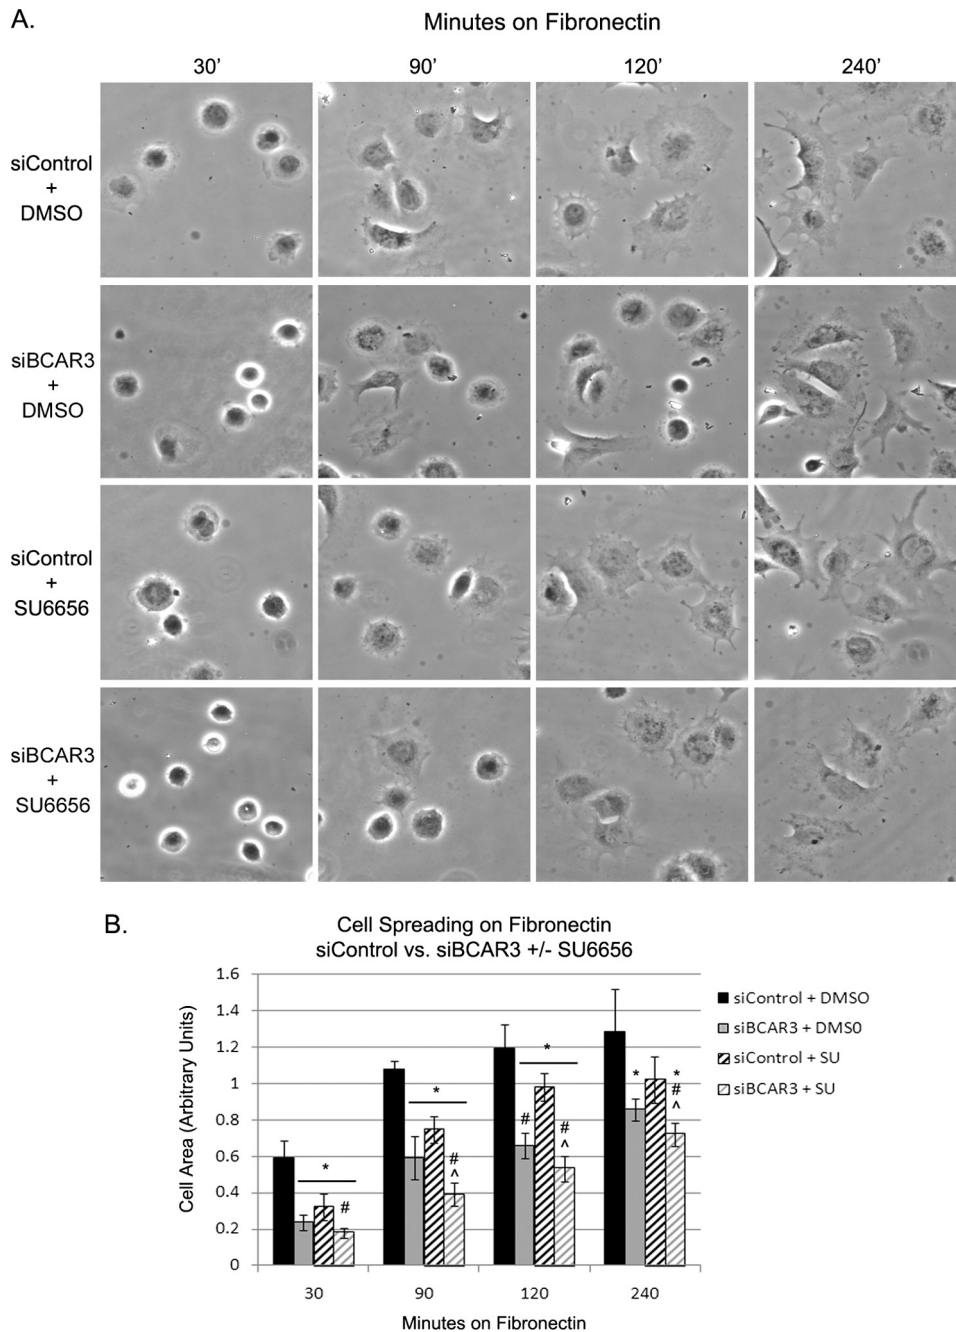 A.
Minutes on Fibronectin
30’ 90’ 120’ 240’
siControl
+
DMSO
siBCAR3
+
DMSO
siControl
+
SU6656
siBCAR3
+
SU6656
B.
Cell Spreading on Fibronectin
siControl vs. siBCAR3 +/- SU6656
Cell Area (Arbitrary Units)
1.6
1.4
1.2
1
0.8
0.6
0.4
0.2
0
* #
* # ^
# * # ^
* * # ^
30 90 120 240
Minutes on Fibronectin
siControl + DMSO
siBCAR3 + DMS0
siControl + SU
siBCAR3 + SU